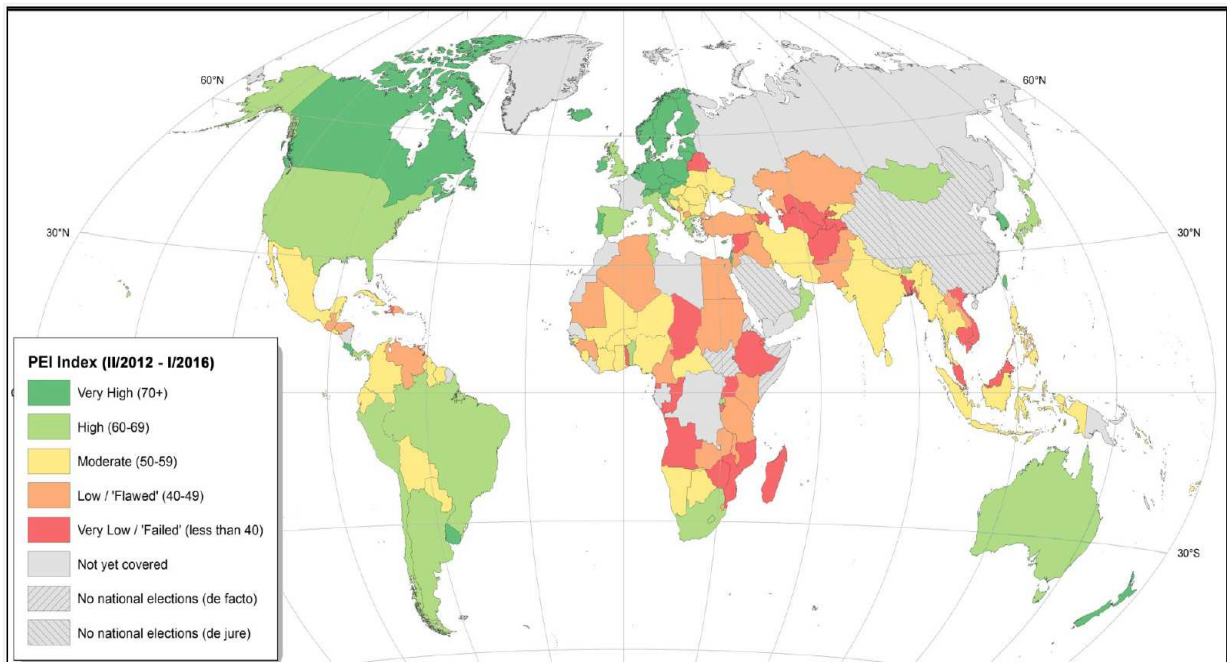 60°N
60°N
30°N
30°N
PEI Index (II/2012 - I/2016)
Very High (70+)
High (60-69)
Moderate (50-59)
Low / 'Flawed' (40-49)
Very Low / 'Failed' (less than 40)
Not yet covered
No national elections (de facto)
No national elections (de jure)
30°S